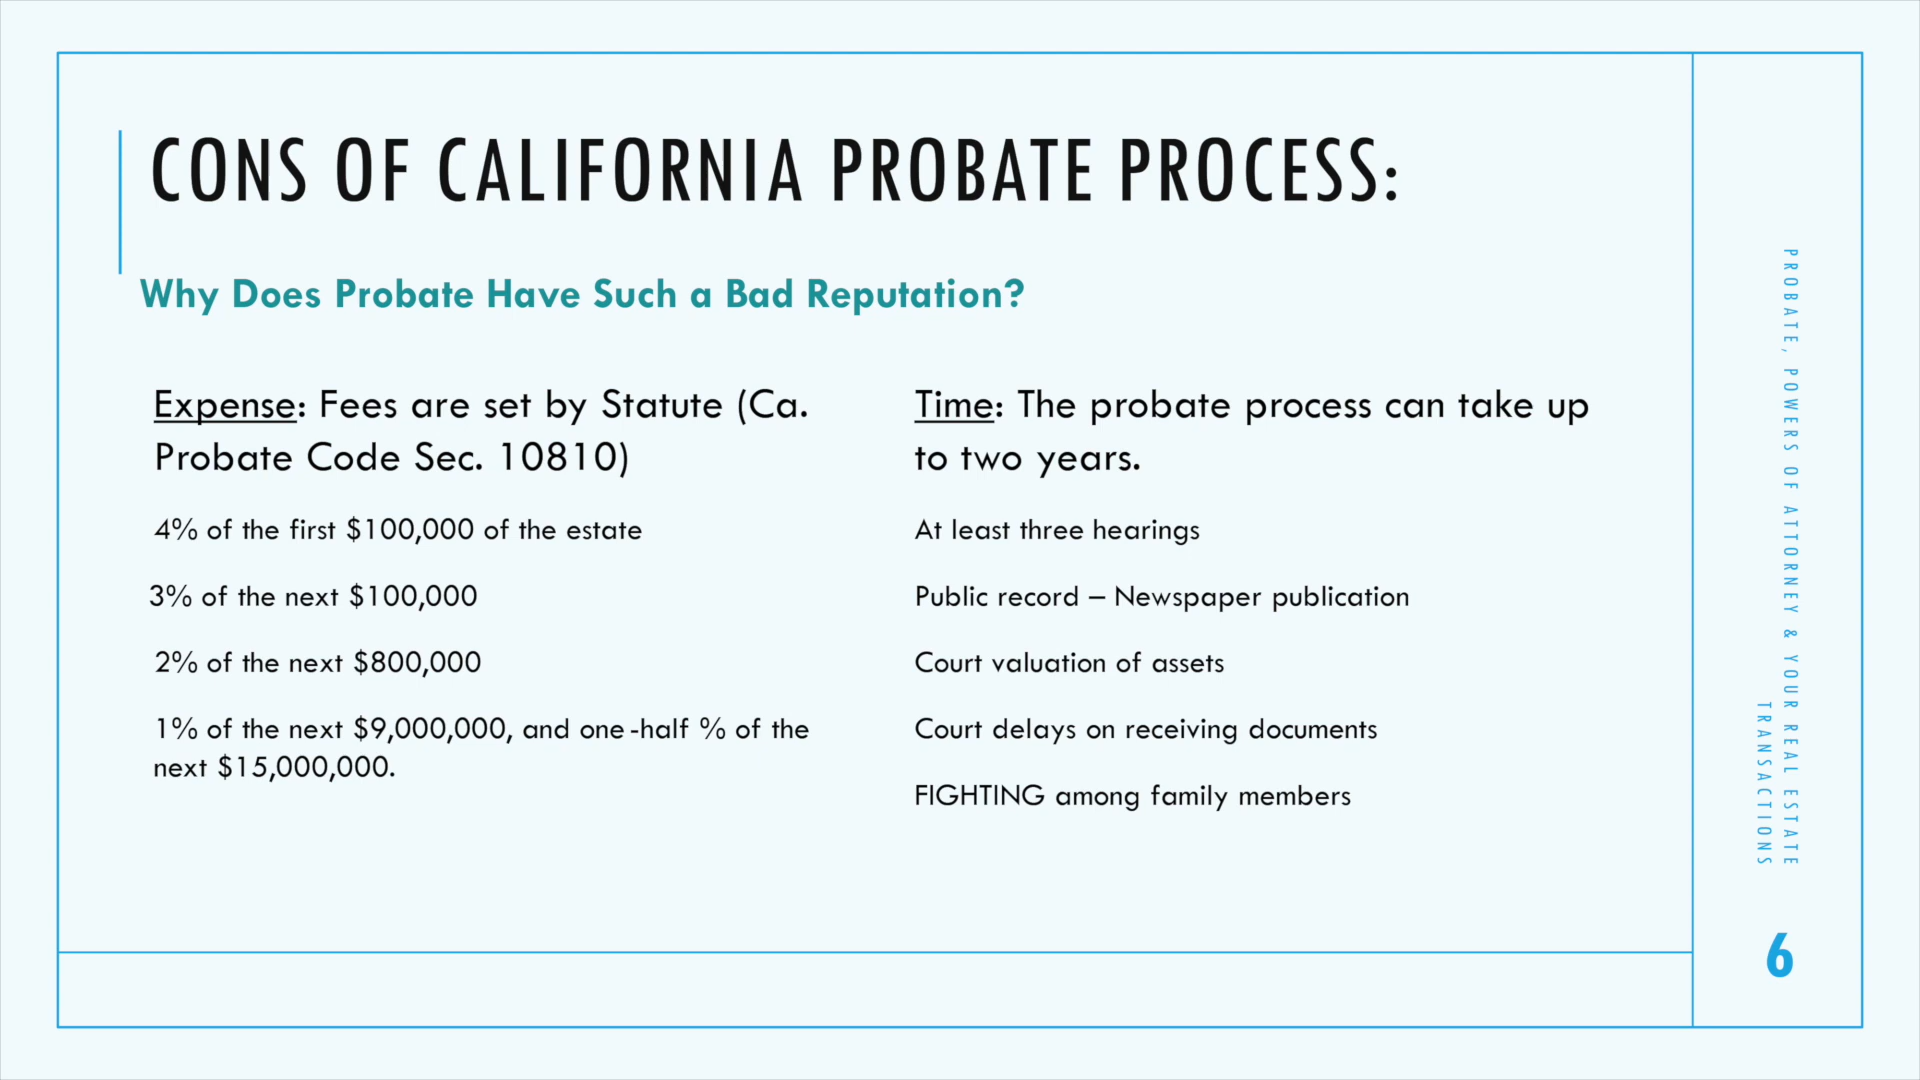 CONS OF CALIFORNIA PROBATE PROCESS:
Why Does Probate Have Such a Bad Reputation?
Expense: Fees are set by Statute (Ca.
Probate Code Sec. 10810)
4% of the first $100,000 of the estate
3% of the next $100,000
2% of the next $800,000
1% of the next $9,000,000, and one-half % of the
next $15,000,000.
Time: The probate process can take up
to two years.
At least three hearings
Public record – Newspaper publication
Court valuation of assets
Court delays on receiving documents
FIGHTING among family members
PROBATE, POWERS OF ATTORNEY & YOUR REAL ESTATE
TRANSACTIONS
6